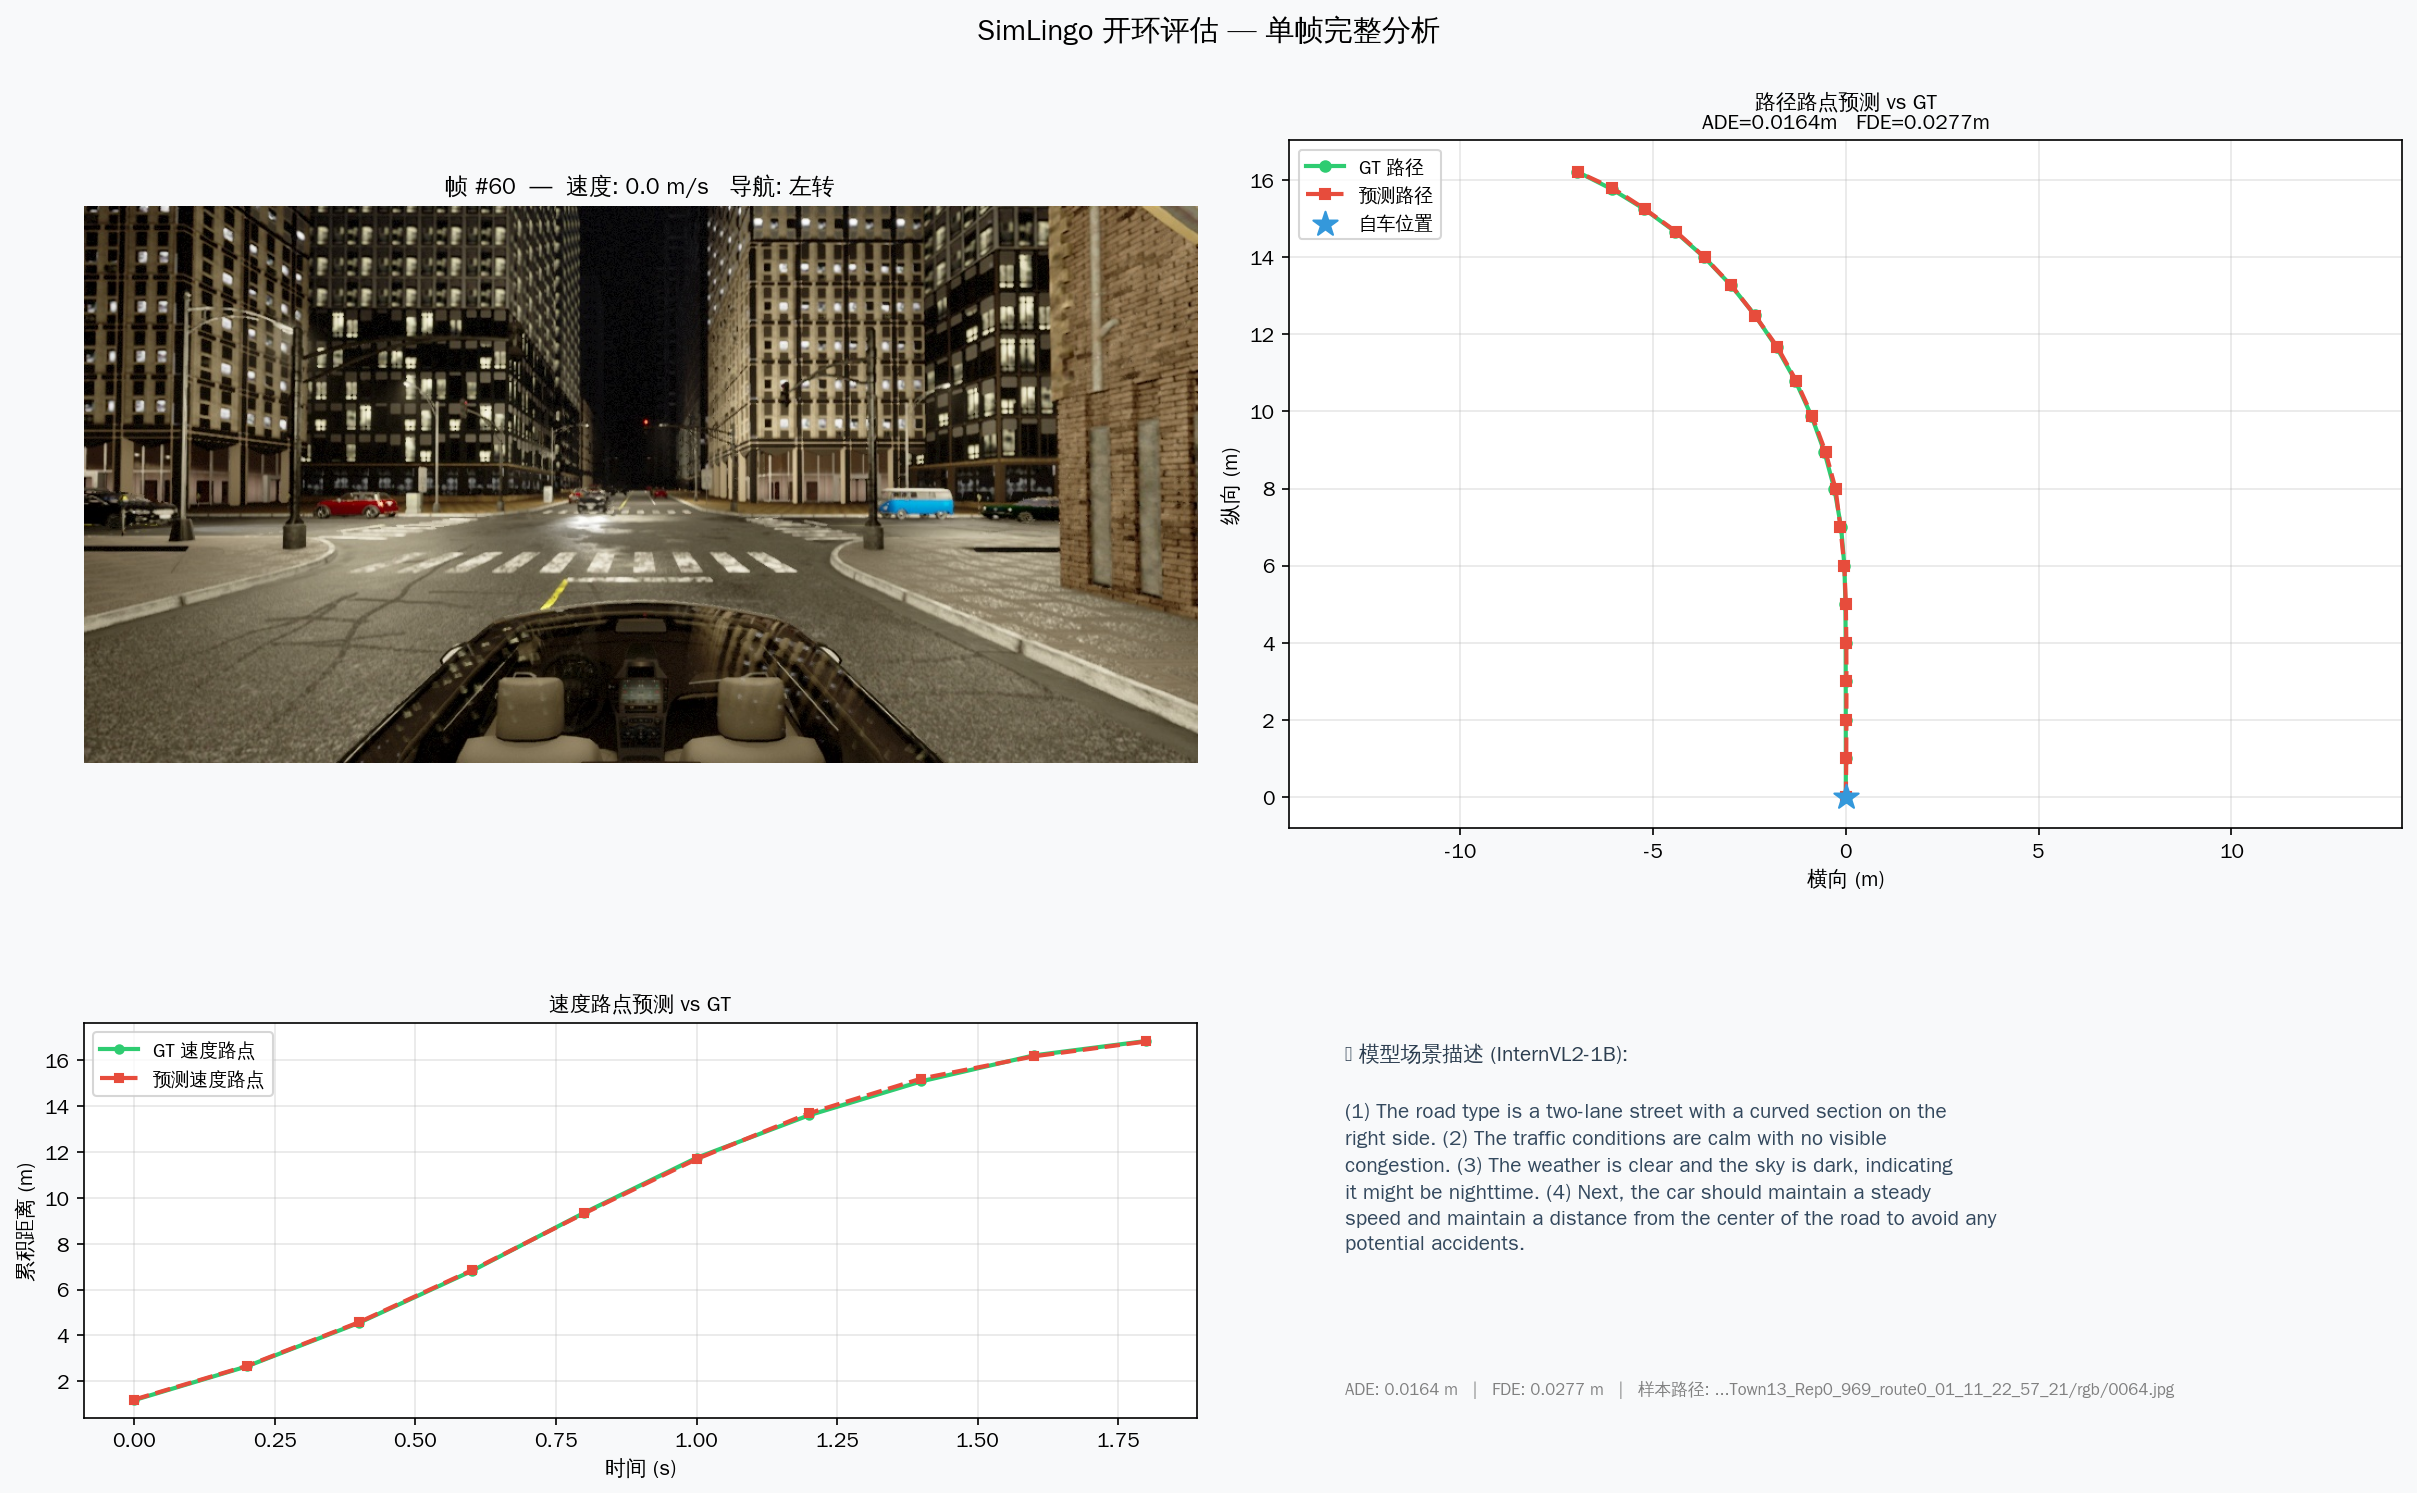 SimLingo 开环评估 — 单帧完整分析
帧 #60 — 速度: 0.0 m/s 导航: 左转
路径路点预测 vs GT
ADE=0.0164m FDE=0.0277m
GT 路径
预测路径
自车位置
16
14
12
10
8
6
4
2
0
纵向 (m)
-10 -5 0 5 10
横向 (m)
速度路点预测 vs GT
GT 速度路点
预测速度路点
16
14
12
10
8
6
4
2
累积距离 (m)
0.00 0.25 0.50 0.75 1.00 1.25 1.50 1.75
时间 (s)
模型场景描述 (InternVL2-1B):
(1) The road type is a two-lane street with a curved section on the
right side. (2) The traffic conditions are calm with no visible
congestion. (3) The weather is clear and the sky is dark, indicating
it might be nighttime. (4) Next, the car should maintain a steady
speed and maintain a distance from the center of the road to avoid any
potential accidents.
ADE: 0.0164 m | FDE: 0.0277 m | 样本路径: ...Town13_Rep0_969_route0_01_11_22_57_21/rgb/0064.jpg